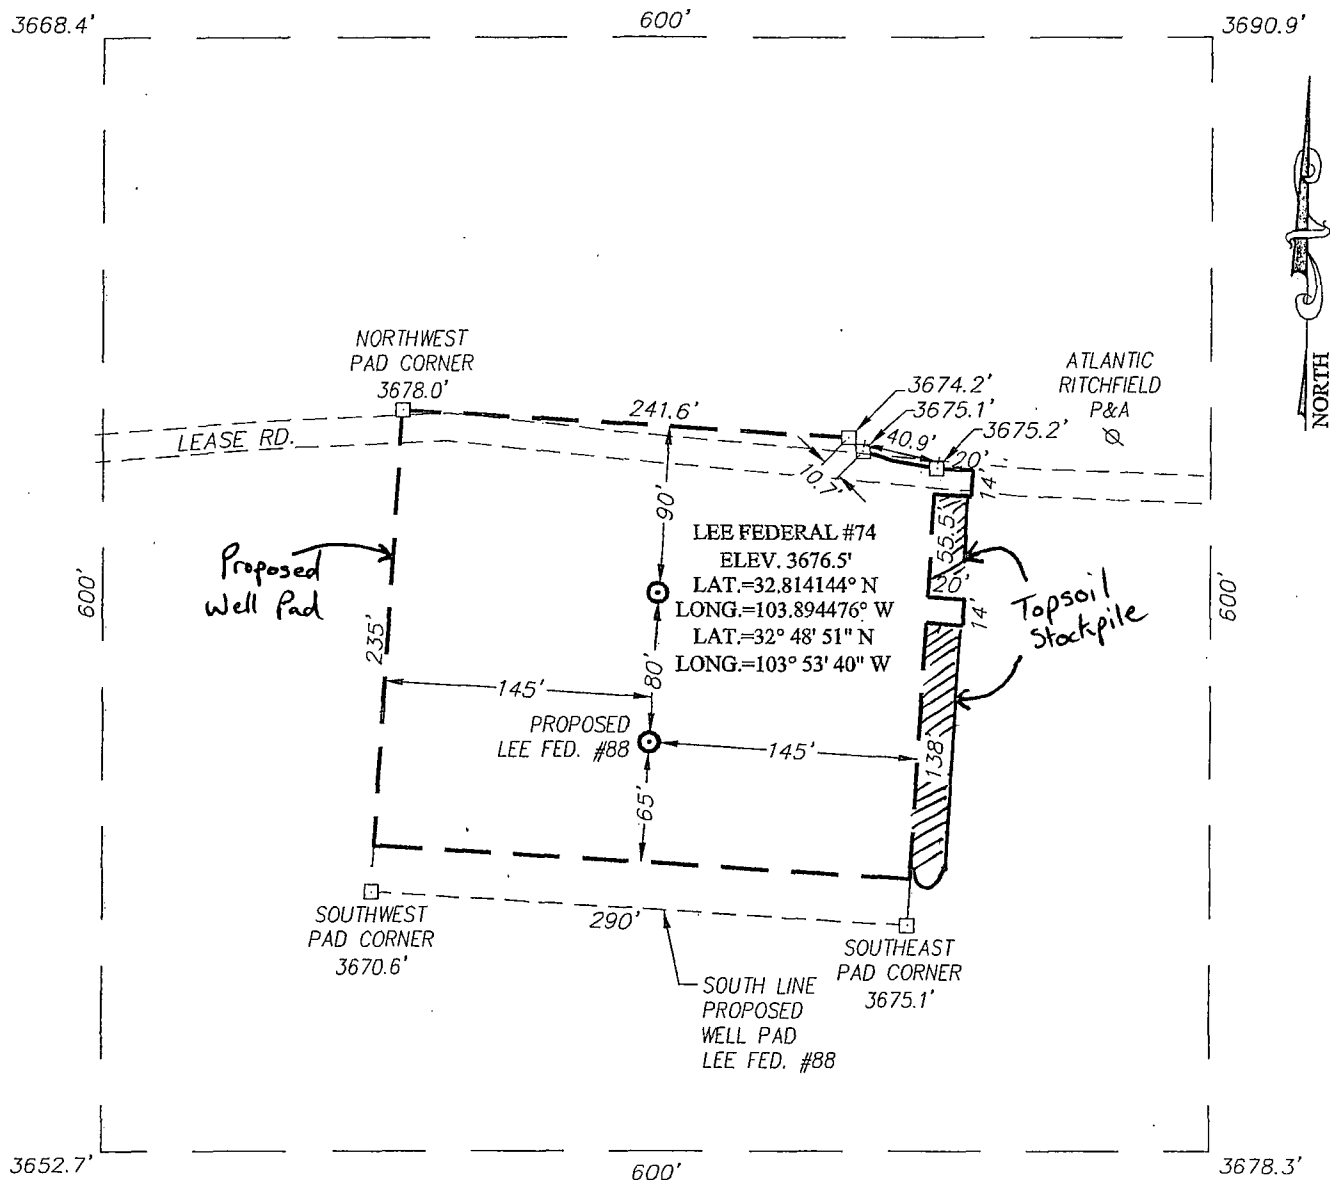 3668.4'
600'
3690.9'
NORTH
NORTHWEST
PAD CORNER
3678.0'
ATLANTIC
RITCHFIELD
P&A
3674.2'
3675.1'
3675.2'
241.6'
40.9'
20'
14'
10.7'
LEASE RD.
90'
55.5'
LEE FEDERAL #74
ELEV. 3676.5'
LAT.=32.814144° N
LONG.=103.894476° W
LAT.=32° 48' 51" N
LONG.=103° 53' 40" W
Proposed
Well Pad
20'
14'
Topsoil
Stockpile
600'
600'
235'
80'
145'
PROPOSED
LEE FED. #88
145'
138'
65'
290'
SOUTHWEST
PAD CORNER
3670.6'
SOUTHEAST
PAD CORNER
3675.1'
SOUTH LINE
PROPOSED
WELL PAD
LEE FED. #88
3652.7'
600'
3678.3'